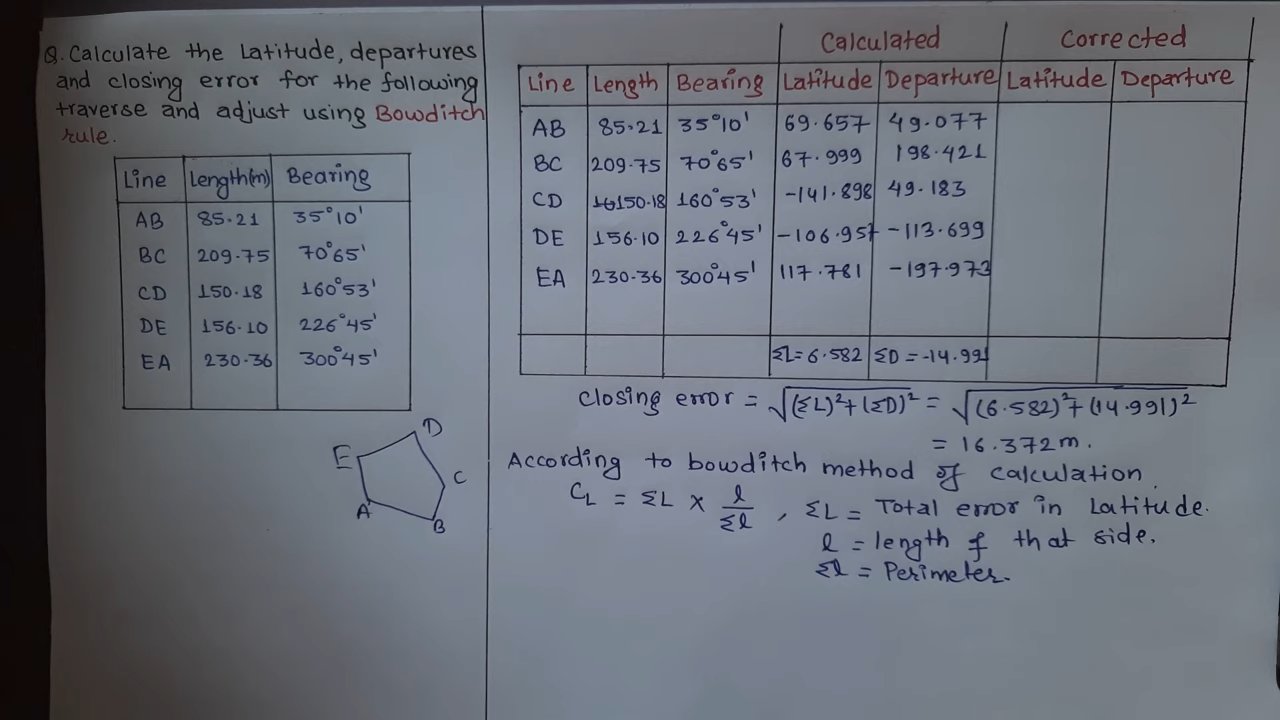 Q. Calculate the Latitude, departures
and closing error for the following
traverse and adjust using Bowditch
rule.
Line Length(m) Bearing
AB 85.21 35°10'
BC 209.75 70°65'
CD 150.18 160°53'
DE 156.10 226°45'
EA 230.36 300°45'
E D C A B
Calculated Corrected
Line Length Bearing Latitude Departure Latitude Departure
AB 85.21 35°10' 69.657 49.077
BC 209.75 70°65' 67.999 198.421
CD 150.18 160°53' -141.898 49.183
DE 156.10 226°45' -106.957 -113.699
EA 230.36 300°45' 117.781 -197.973
ΣL=6.582 ΣD=-14.991
Closing error = √(ΣL)²+(ΣD)² = √(6.582)²+(14.991)²
= 16.372m.
According to bowditch method of calculation.
C_L = ΣL × l/Σl , ΣL = Total error in Latitude.
l = length of that side.
Σl = Perimeter.